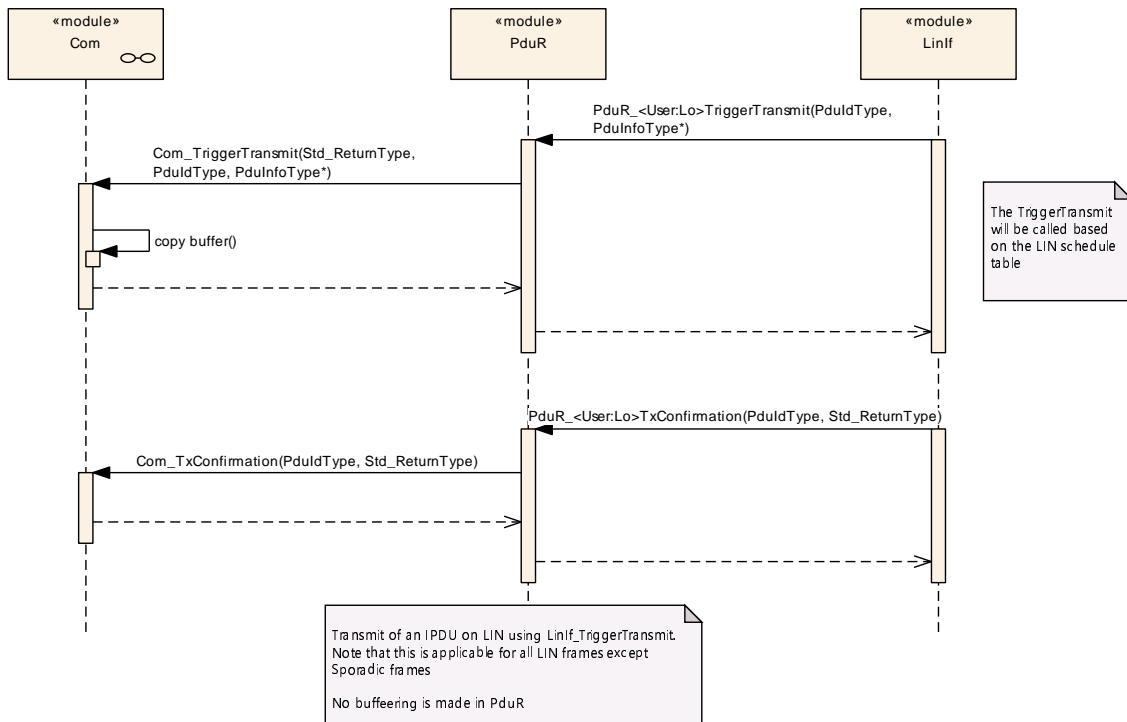 «module»
Com
«module»
PduR
«module»
LinIf
PduR_<User:Lo>TriggerTransmit(PduIdType,
PduInfoType*)
Com_TriggerTransmit(Std_ReturnType,
PduIdType, PduInfoType*)
The TriggerTransmit
will be called based
on the LIN schedule
table
copy buffer()
PduR_<User:Lo>TxConfirmation(PduIdType, Std_ReturnType)
Com_TxConfirmation(PduIdType, Std_ReturnType)
Transmit of an IPDU on LIN using LinIf_TriggerTransmit.
Note that this is applicable for all LIN frames except
Sporadic frames
No buffeering is made in PduR